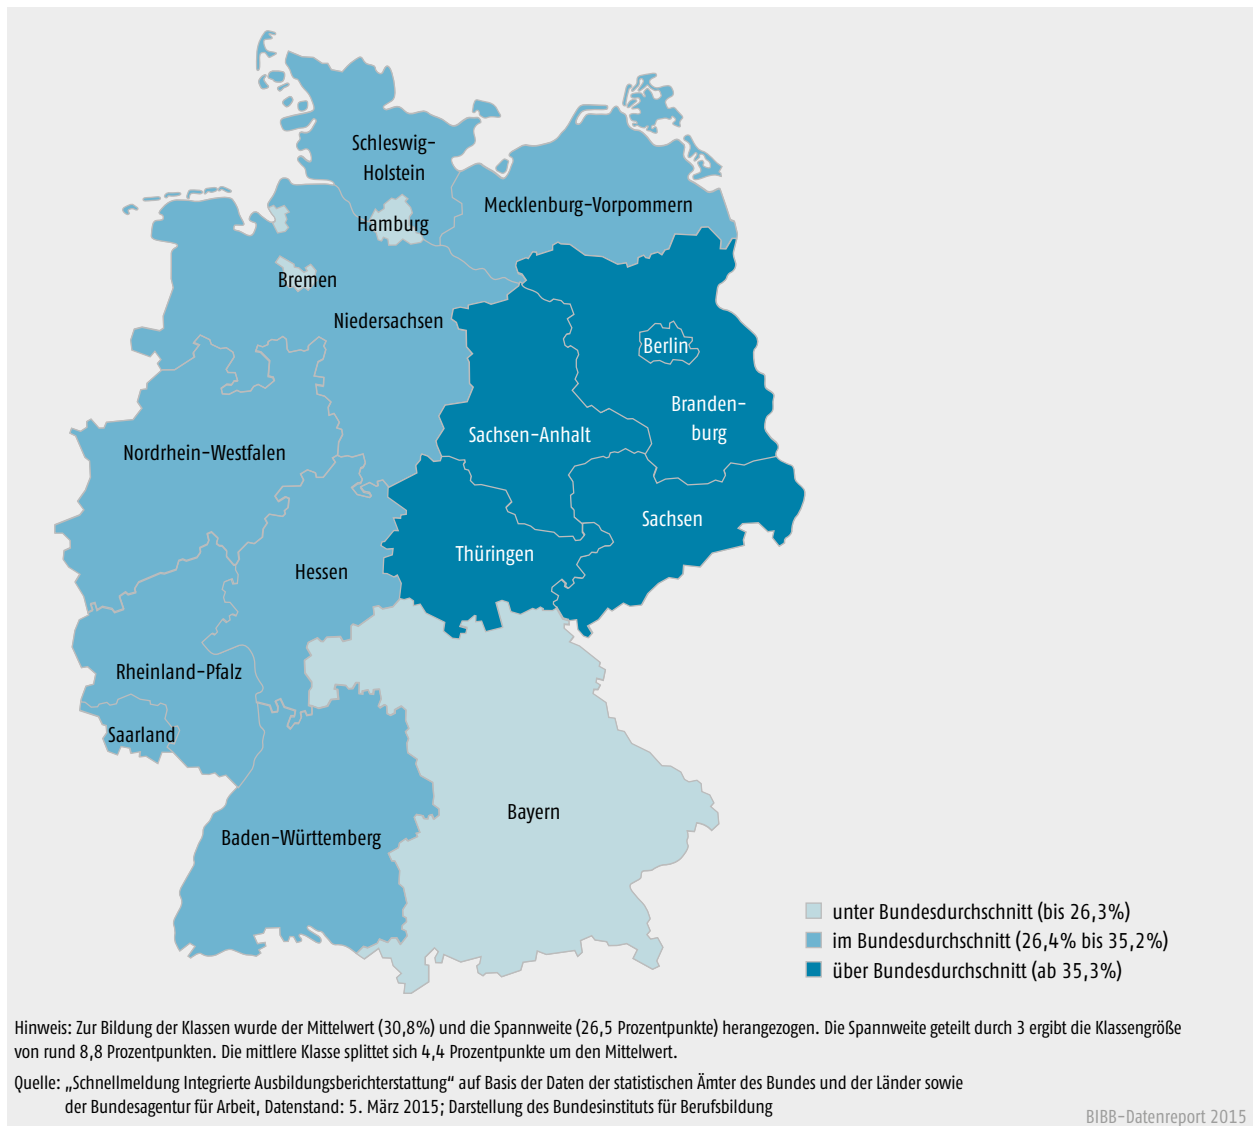 Schleswig-
Holstein
Mecklenburg-Vorpommern
Hamburg
Bremen
Niedersachsen
Berlin
Branden-
burg
Sachsen-Anhalt
Nordrhein-Westfalen
Sachsen
Thüringen
Hessen
Rheinland-Pfalz
Saarland
Bayern
Baden-Württemberg
unter Bundesdurchschnitt (bis 26,3%)
im Bundesdurchschnitt (26,4% bis 35,2%)
über Bundesdurchschnitt (ab 35,3%)
Hinweis: Zur Bildung der Klassen wurde der Mittelwert (30,8%) und die Spannweite (26,5 Prozentpunkte) herangezogen. Die Spannweite geteilt durch 3 ergibt die Klassengröße
von rund 8,8 Prozentpunkten. Die mittlere Klasse splittet sich 4,4 Prozentpunkte um den Mittelwert.
Quelle: „Schnellmeldung Integrierte Ausbildungsberichterstattung“ auf Basis der Daten der statistischen Ämter des Bundes und der Länder sowie
der Bundesagentur für Arbeit, Datenstand: 5. März 2015; Darstellung des Bundesinstituts für Berufsbildung
BIBB-Datenreport 2015